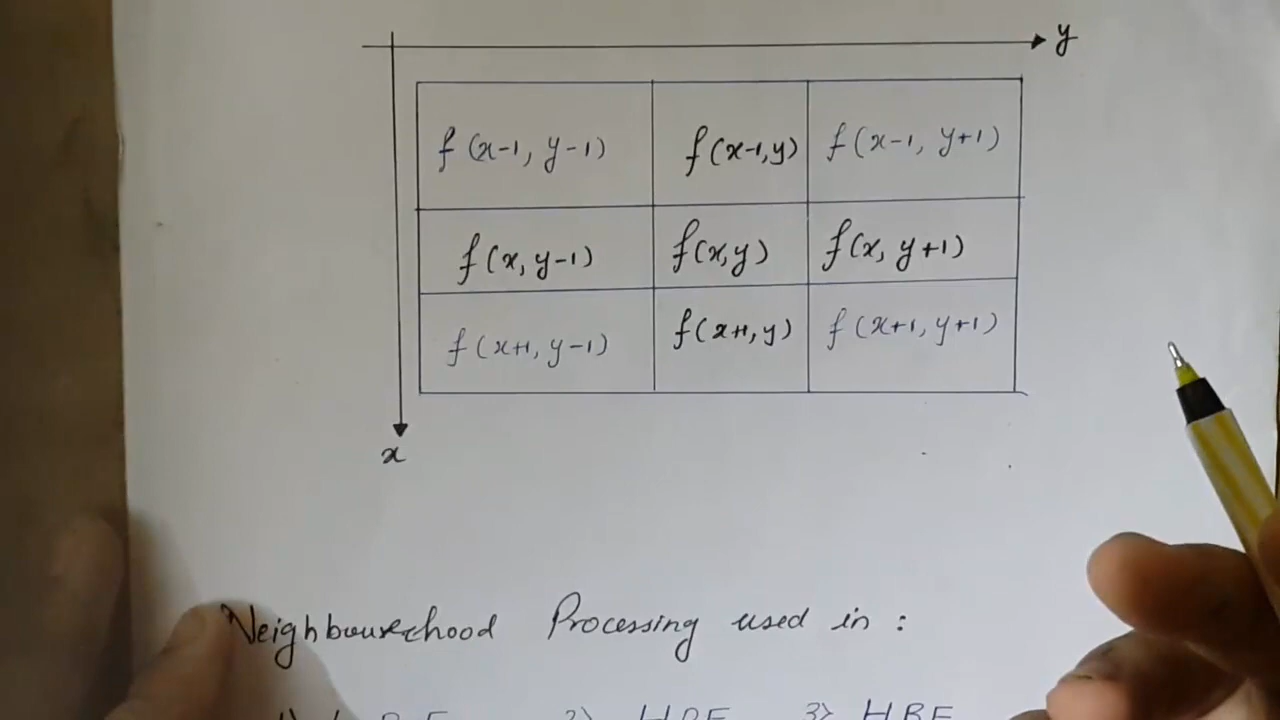 y
f(x-1, y-1) f(x-1,y) f(x-1, y+1)
f(x, y-1) f(x,y) f(x, y+1)
f(x+1, y-1) f(x+1,y) f(x+1, y+1)
x
Neighbourhood Processing used in :
2) HPF 3) HBF